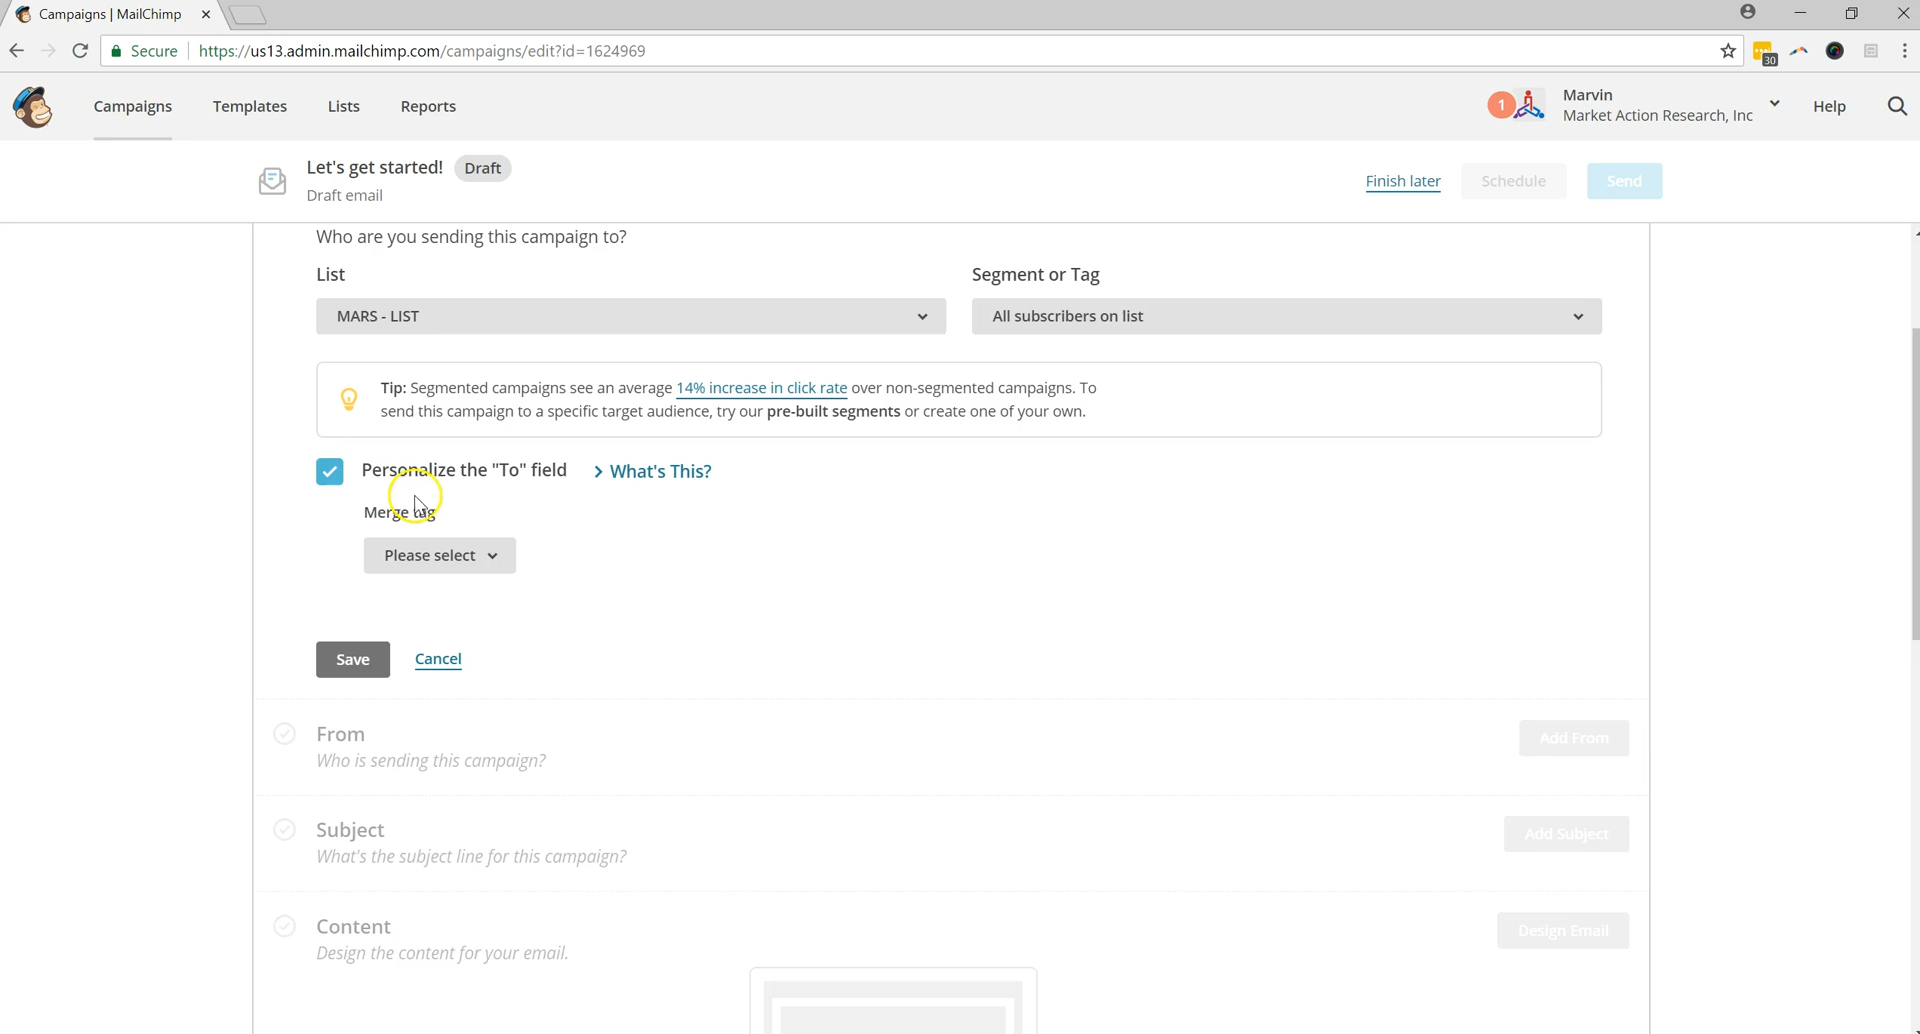 Campaigns | MailChimp
Secure
https://us13.admin.mailchimp.com/campaigns/edit?id=1624969
30
Campaigns
Templates
Lists
Reports
1
Marvin
Market Action Research, Inc
Help
Let's get started!
Draft
Draft email
Finish later
Schedule
Send
Who are you sending this campaign to?
List
Segment or Tag
MARS - LIST
All subscribers on list
Tip: Segmented campaigns see an average 14% increase in click rate over non-segmented campaigns. To
send this campaign to a specific target audience, try our pre-built segments or create one of your own.
Personalize the "To" field
What's This?
Merge tag
Please select
Save
Cancel
From
Who is sending this campaign?
Add From
Subject
What's the subject line for this campaign?
Add Subject
Content
Design the content for your email.
Design Email